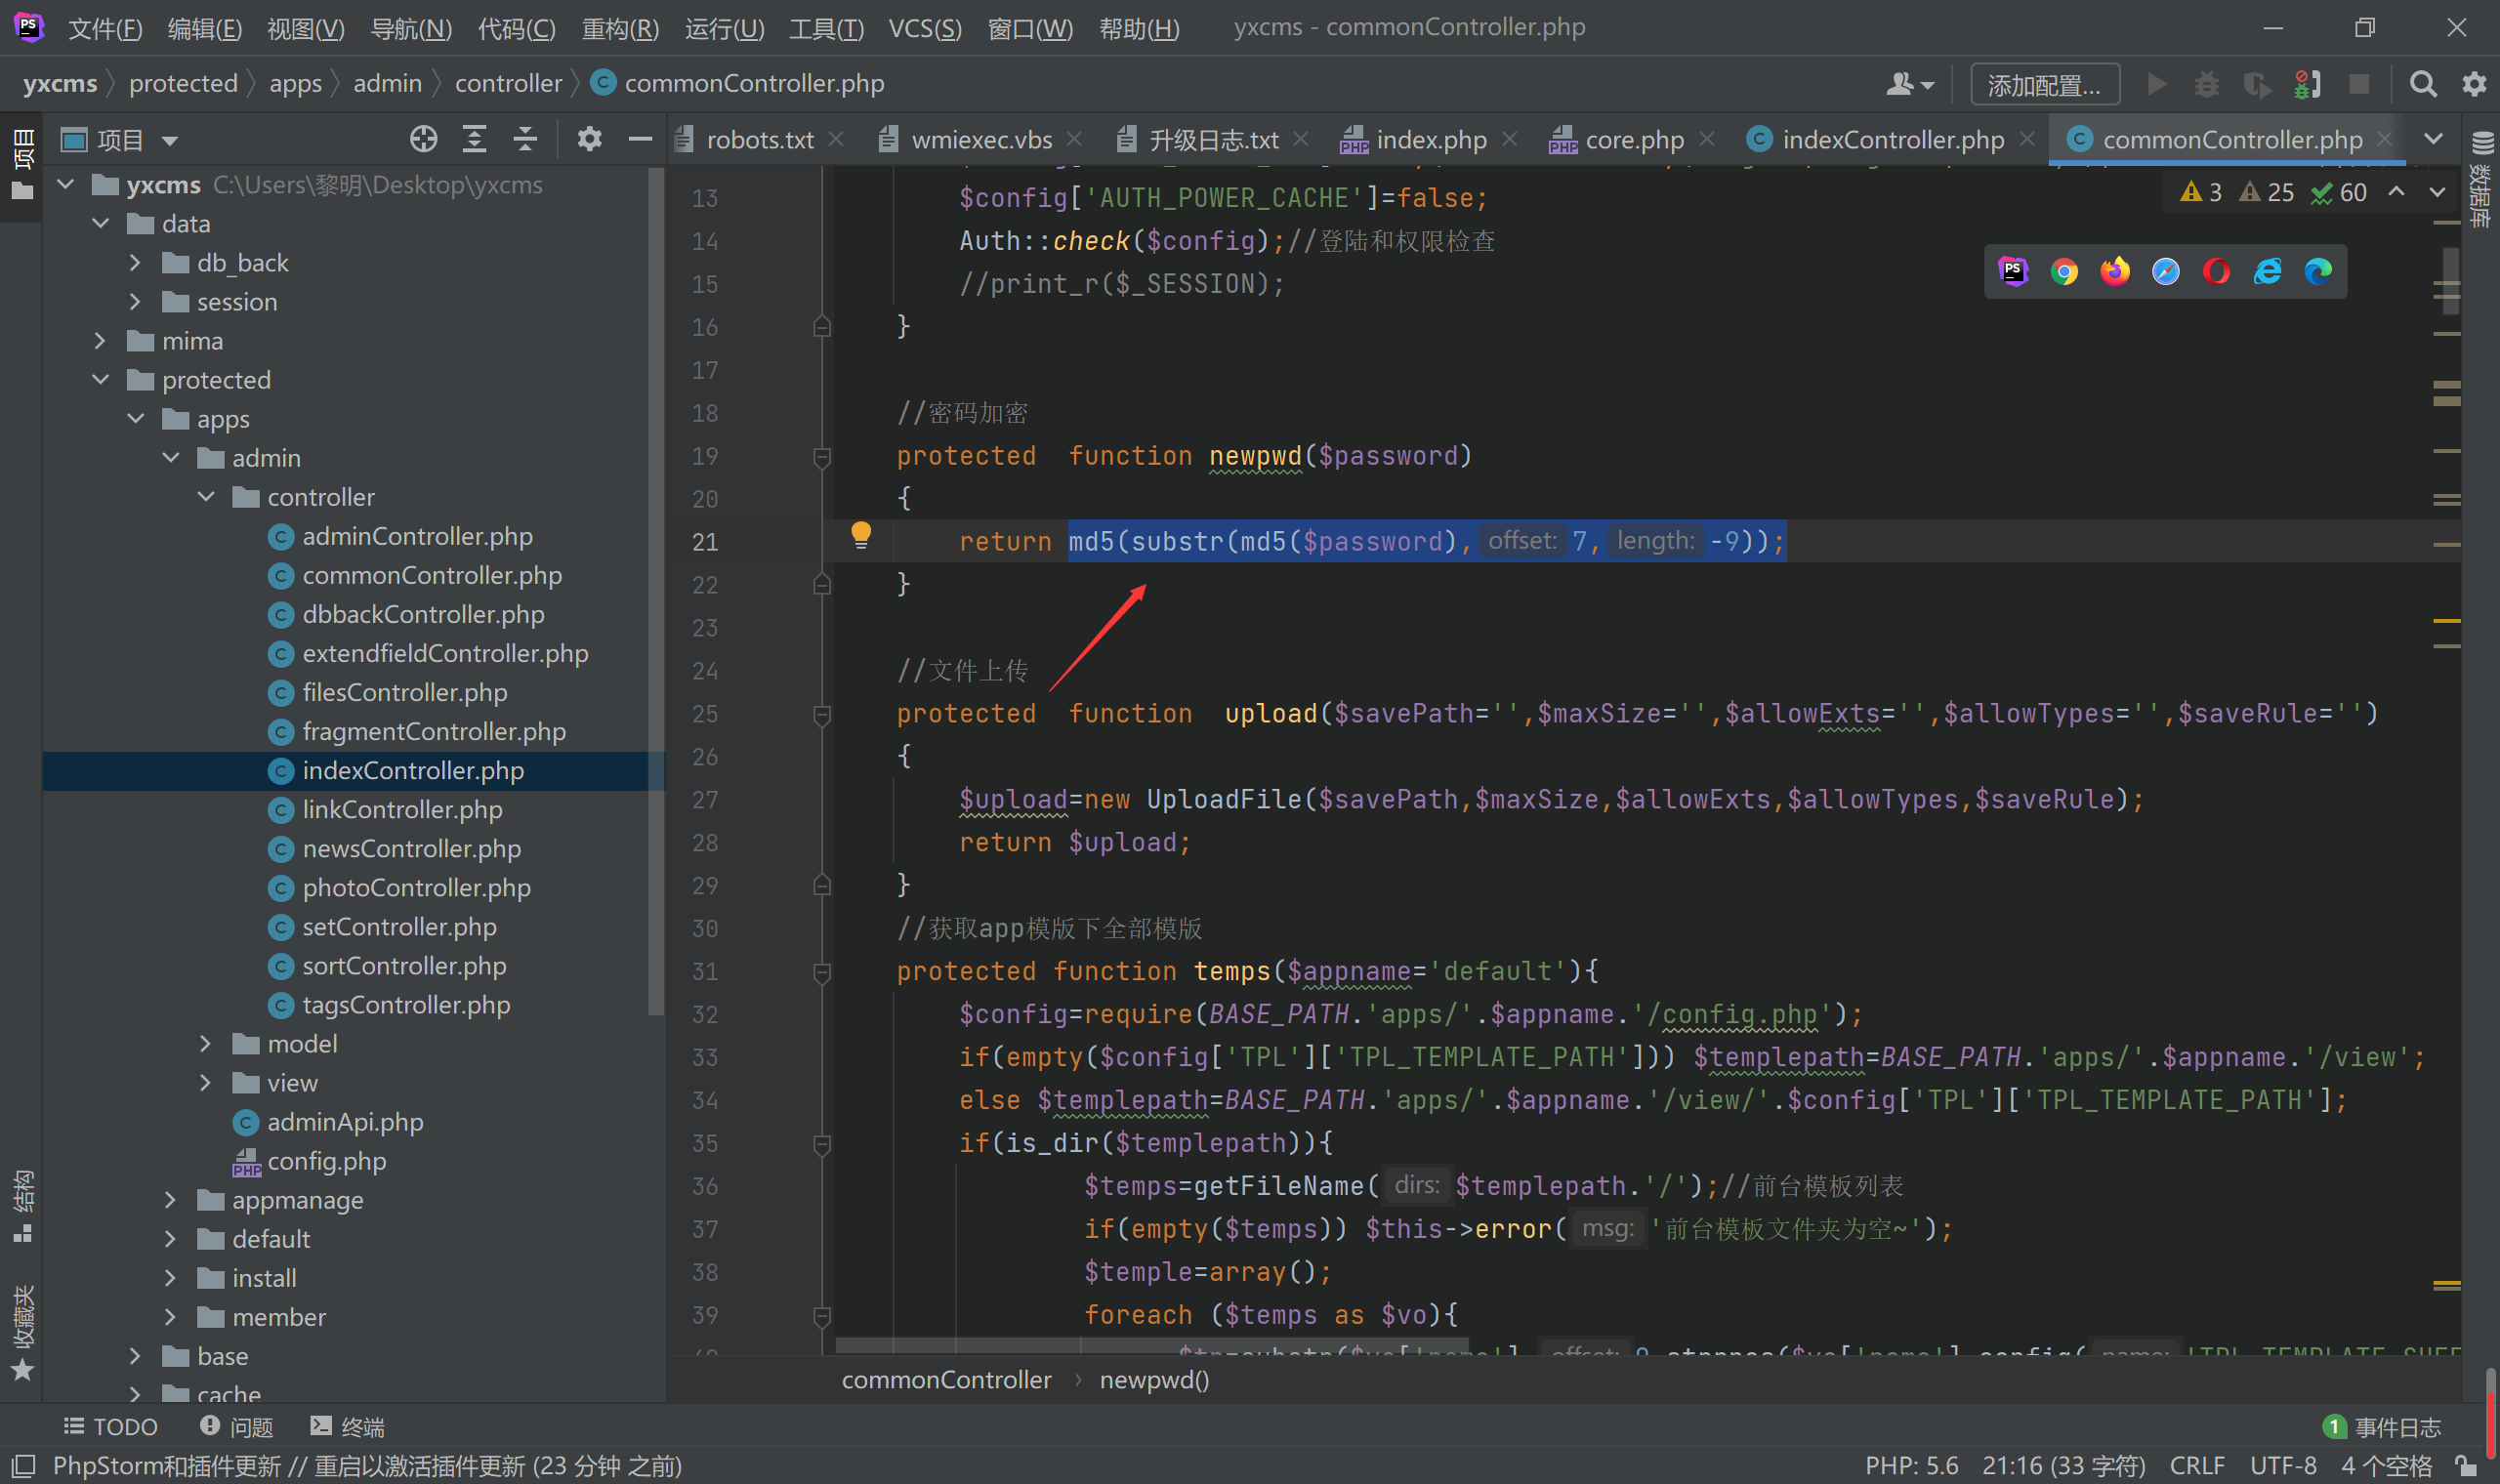 文件(F) 编辑(E) 视图(V) 导航(N) 代码(C) 重构(R) 运行(U) 工具(T) VCS(S) 窗口(W) 帮助(H) yxcms - commonController.php
yxcms protected apps admin controller commonController.php 添加配置...
项目
robots.txt wmiexec.vbs 升级日志.txt index.php core.php indexController.php commonController.php
项目
数据库
结构
收藏夹
yxcms C:\Users\黎明\Desktop\yxcms
data
db_back
session
mima
protected
apps
admin
controller
adminController.php
commonController.php
dbbackController.php
extendfieldController.php
filesController.php
fragmentController.php
indexController.php
linkController.php
newsController.php
photoController.php
setController.php
sortController.php
tagsController.php
model
view
adminApi.php
config.php
appmanage
default
install
member
base
cache
3 25 60
13 $config['AUTH_POWER_CACHE']=false;
14 Auth::check($config);//登陆和权限检查
15 //print_r($_SESSION);
16 }
17
18 //密码加密
19 protected  function newpwd($password)
20 {
21 return md5(substr(md5($password), offset: 7, length: -9));
22 }
23
24 //文件上传
25 protected  function  upload($savePath='',$maxSize='',$allowExts='',$allowTypes='',$saveRule='')
26 {
27 $upload=new UploadFile($savePath,$maxSize,$allowExts,$allowTypes,$saveRule);
28 return $upload;
29 }
30 //获取app模版下全部模版
31 protected function temps($appname='default'){
32 $config=require(BASE_PATH.'apps/'.$appname.'/config.php');
33 if(empty($config['TPL']['TPL_TEMPLATE_PATH'])) $templepath=BASE_PATH.'apps/'.$appname.'/view';
34 else $templepath=BASE_PATH.'apps/'.$appname.'/view/'.$config['TPL']['TPL_TEMPLATE_PATH'];
35 if(is_dir($templepath)){
36 $temps=getFileName( dirs: $templepath.'/');//前台模板列表
37 if(empty($temps)) $this->error( msg: '前台模板文件夹为空~');
38 $temple=array();
39 foreach ($temps as $vo){
commonController newpwd()
TODO 问题 终端 1 事件日志
PhpStorm和插件更新 // 重启以激活插件更新 (23 分钟 之前) PHP: 5.6 21:16 (33 字符) CRLF UTF-8 4 个空格